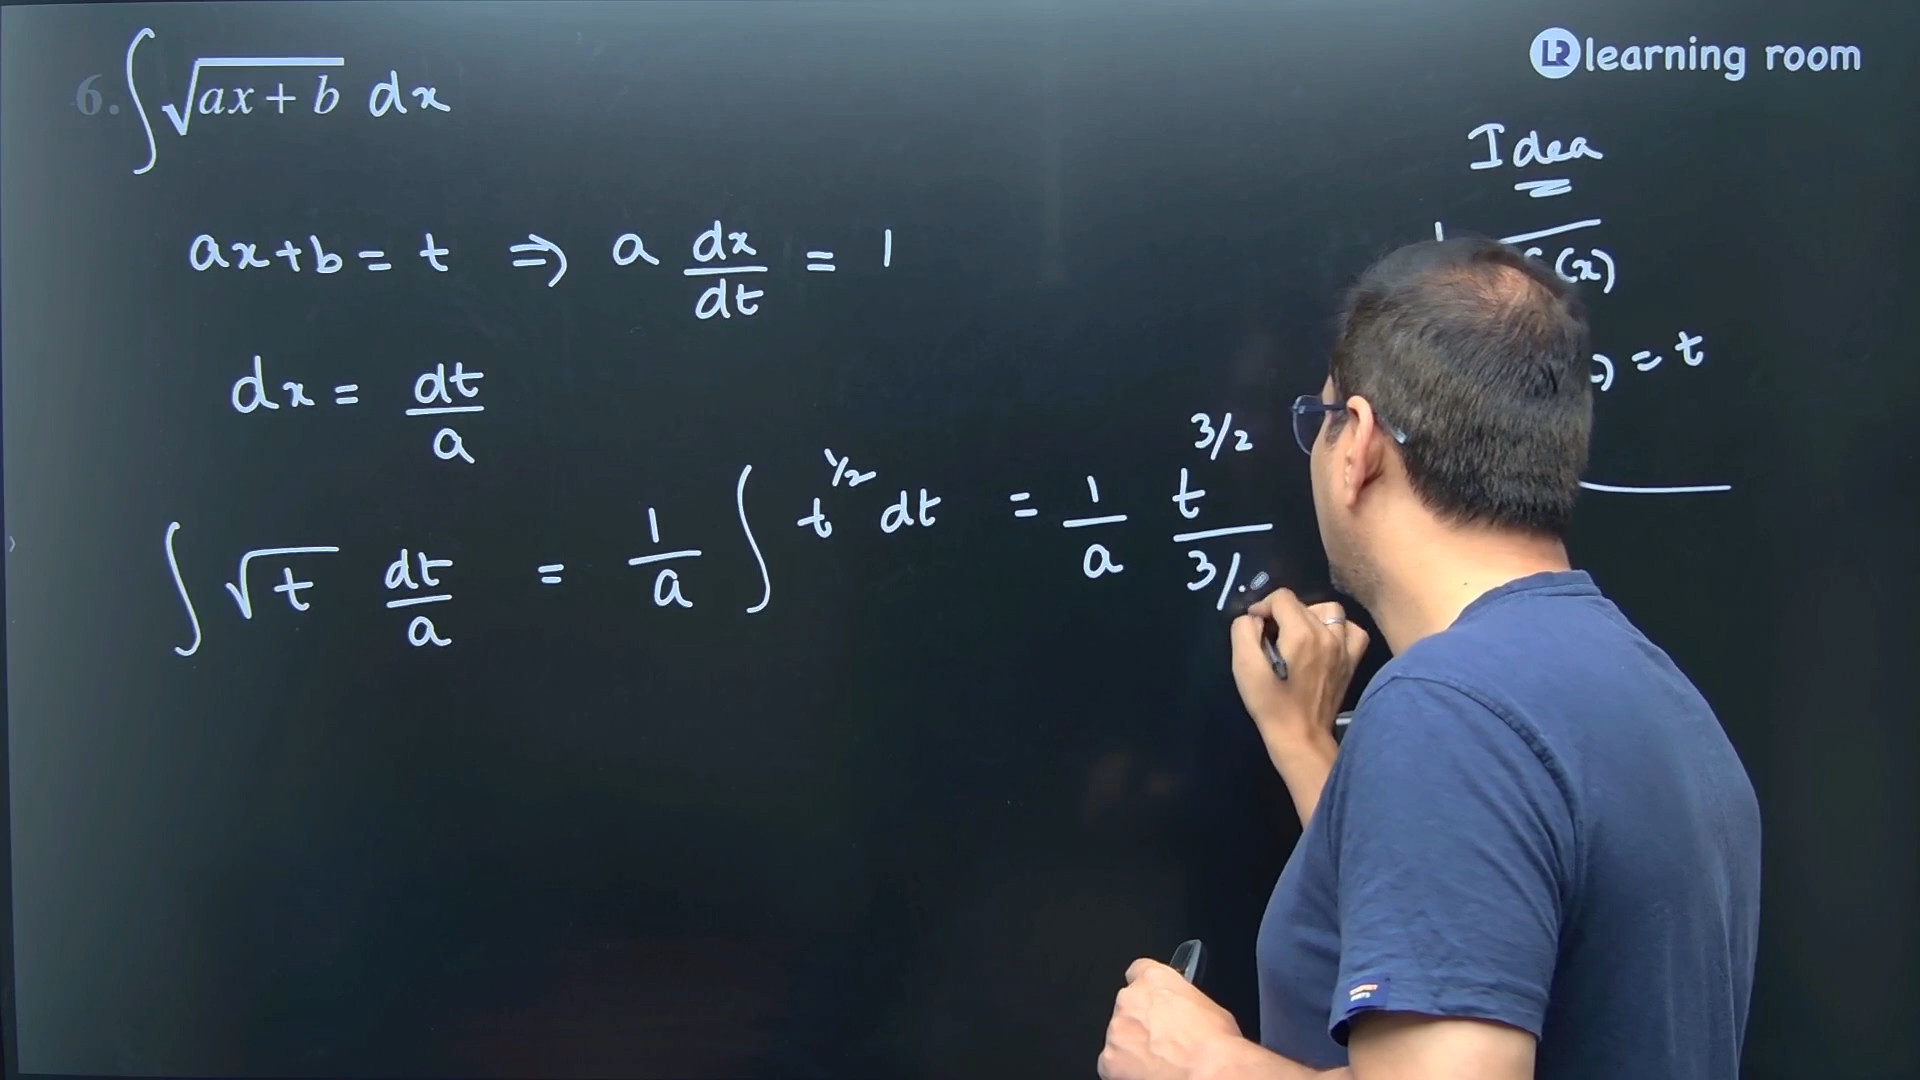 6. ∫ √(ax + b) dx
ax+b = t ⇒ a dx/dt = 1
dx = dt/a
∫ √t dt/a = 1/a ∫ t^1/2 dt = 1/a t^3/2 / 3/
learning room
Idea
(x)
) = t